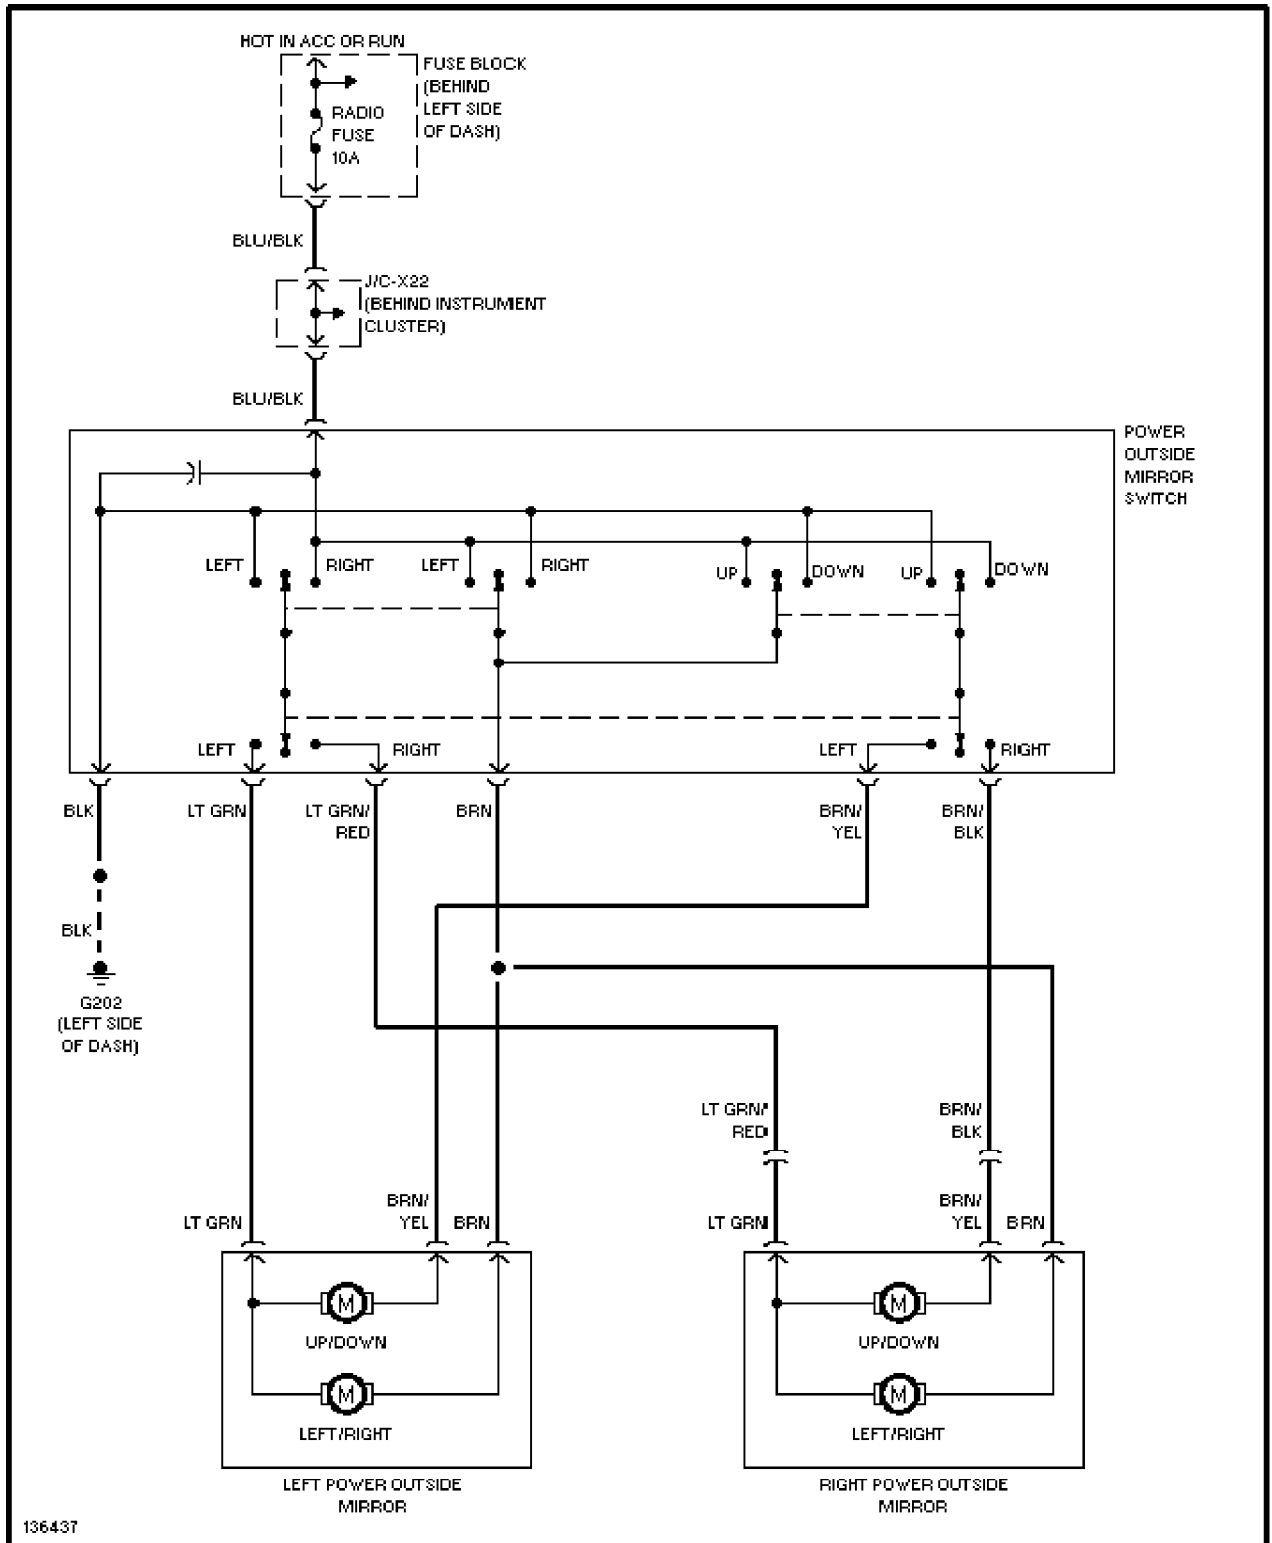 HOT IN ACC OR RUN
FUSE BLOCK
(BEHIND
LEFT SIDE
OF DASH)
RADIO
FUSE
10A
BLU/BLK
J/C-X22
(BEHIND INSTRUMENT
CLUSTER)
BLU/BLK
POWER
OUTSIDE
MIRROR
SWITCH
LEFT RIGHT LEFT RIGHT UP DOWN UP DOWN
LEFT RIGHT LEFT RIGHT
BLK LT GRN LT GRN/ BRN BRN/ BRN/
RED YEL BLK
BLK
G202
(LEFT SIDE
OF DASH)
LT GRN/ BRN/
RED BLK
BRN/ BRN/
LT GRN YEL BRN LT GRN YEL BRN
M M
UP/DOWN UP/DOWN
M M
LEFT/RIGHT LEFT/RIGHT
LEFT POWER OUTSIDE RIGHT POWER OUTSIDE
MIRROR MIRROR
136437